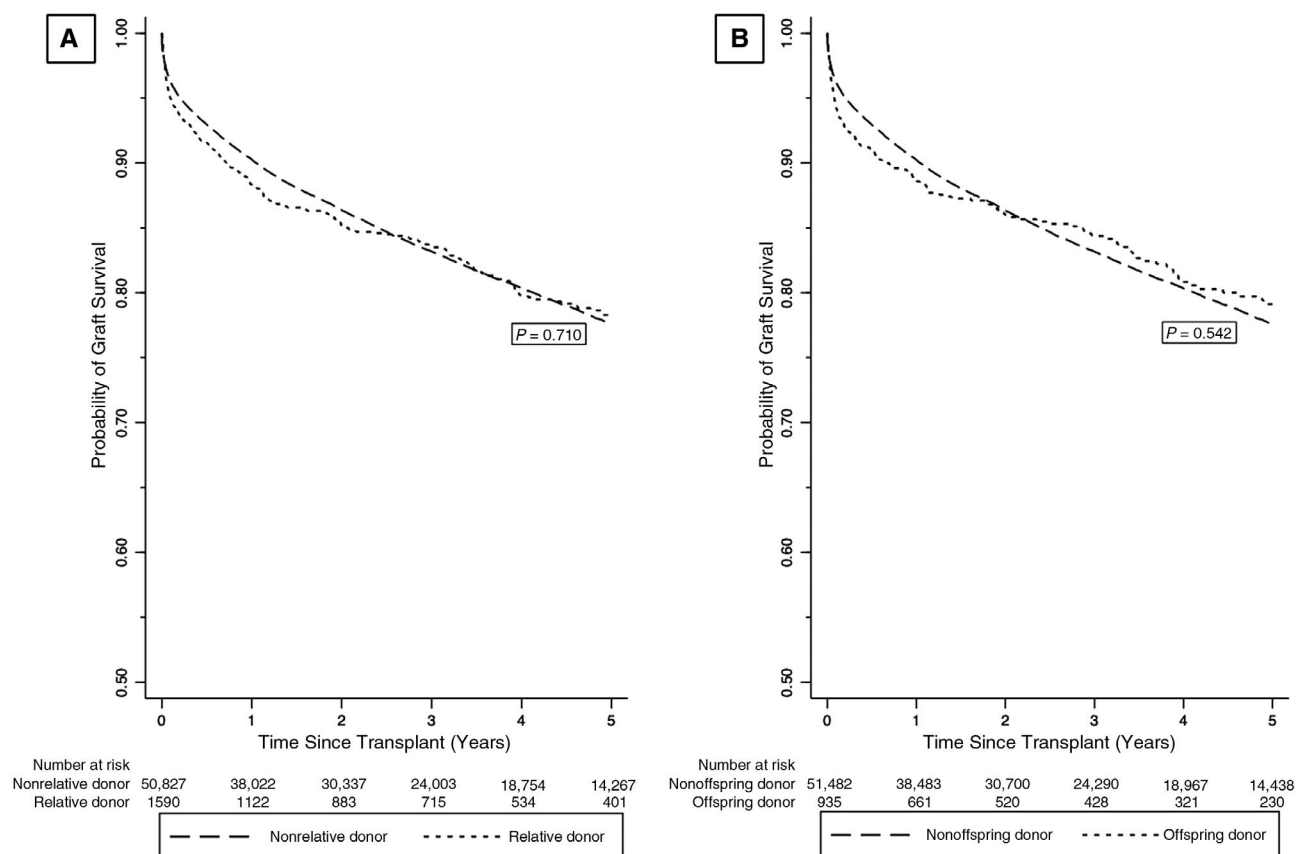 A
Probability of Graft Survival
1.00
0.90
0.80
0.70
0.60
0.50
P = 0.710
0 1 2 3 4 5
Time Since Transplant (Years)
Number at risk
Nonrelative donor 50,827 38,022 30,337 24,003 18,754 14,267
Relative donor 1590 1122 883 715 534 401
Nonrelative donor Relative donor
B
Probability of Graft Survival
1.00
0.90
0.80
0.70
0.60
0.50
P = 0.542
0 1 2 3 4 5
Time Since Transplant (Years)
Number at risk
Nonoffspring donor 51,482 38,483 30,700 24,290 18,967 14,438
Offspring donor 935 661 520 428 321 230
Nonoffspring donor Offspring donor